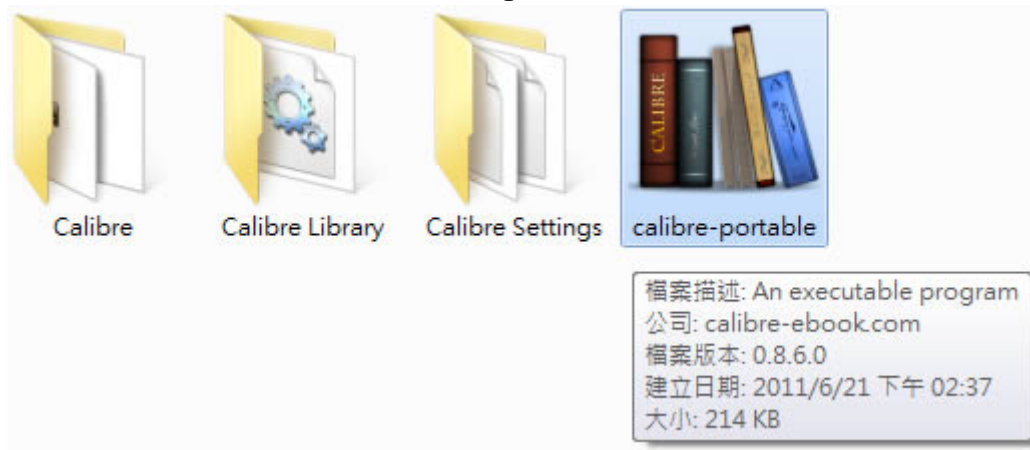 CALIBRE
Calibre
Calibre Library
Calibre Settings
calibre-portable
檔案描述: An executable program
公司: calibre-ebook.com
檔案版本: 0.8.6.0
建立日期: 2011/6/21 下午 02:37
大小: 214 KB